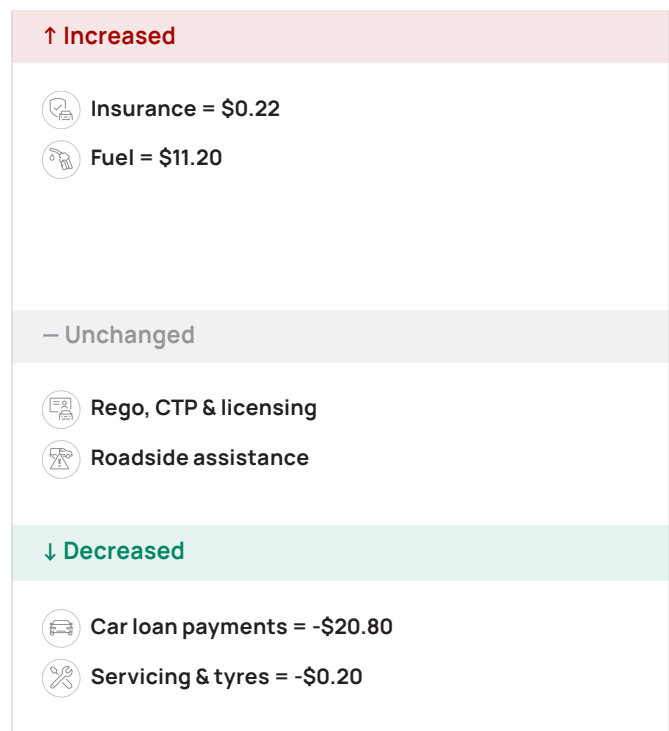 ↑ Increased
Insurance = $0.22
Fuel = $11.20
— Unchanged
Rego, CTP & licensing
Roadside assistance
↓ Decreased
Car loan payments = -$20.80
Servicing & tyres = -$0.20